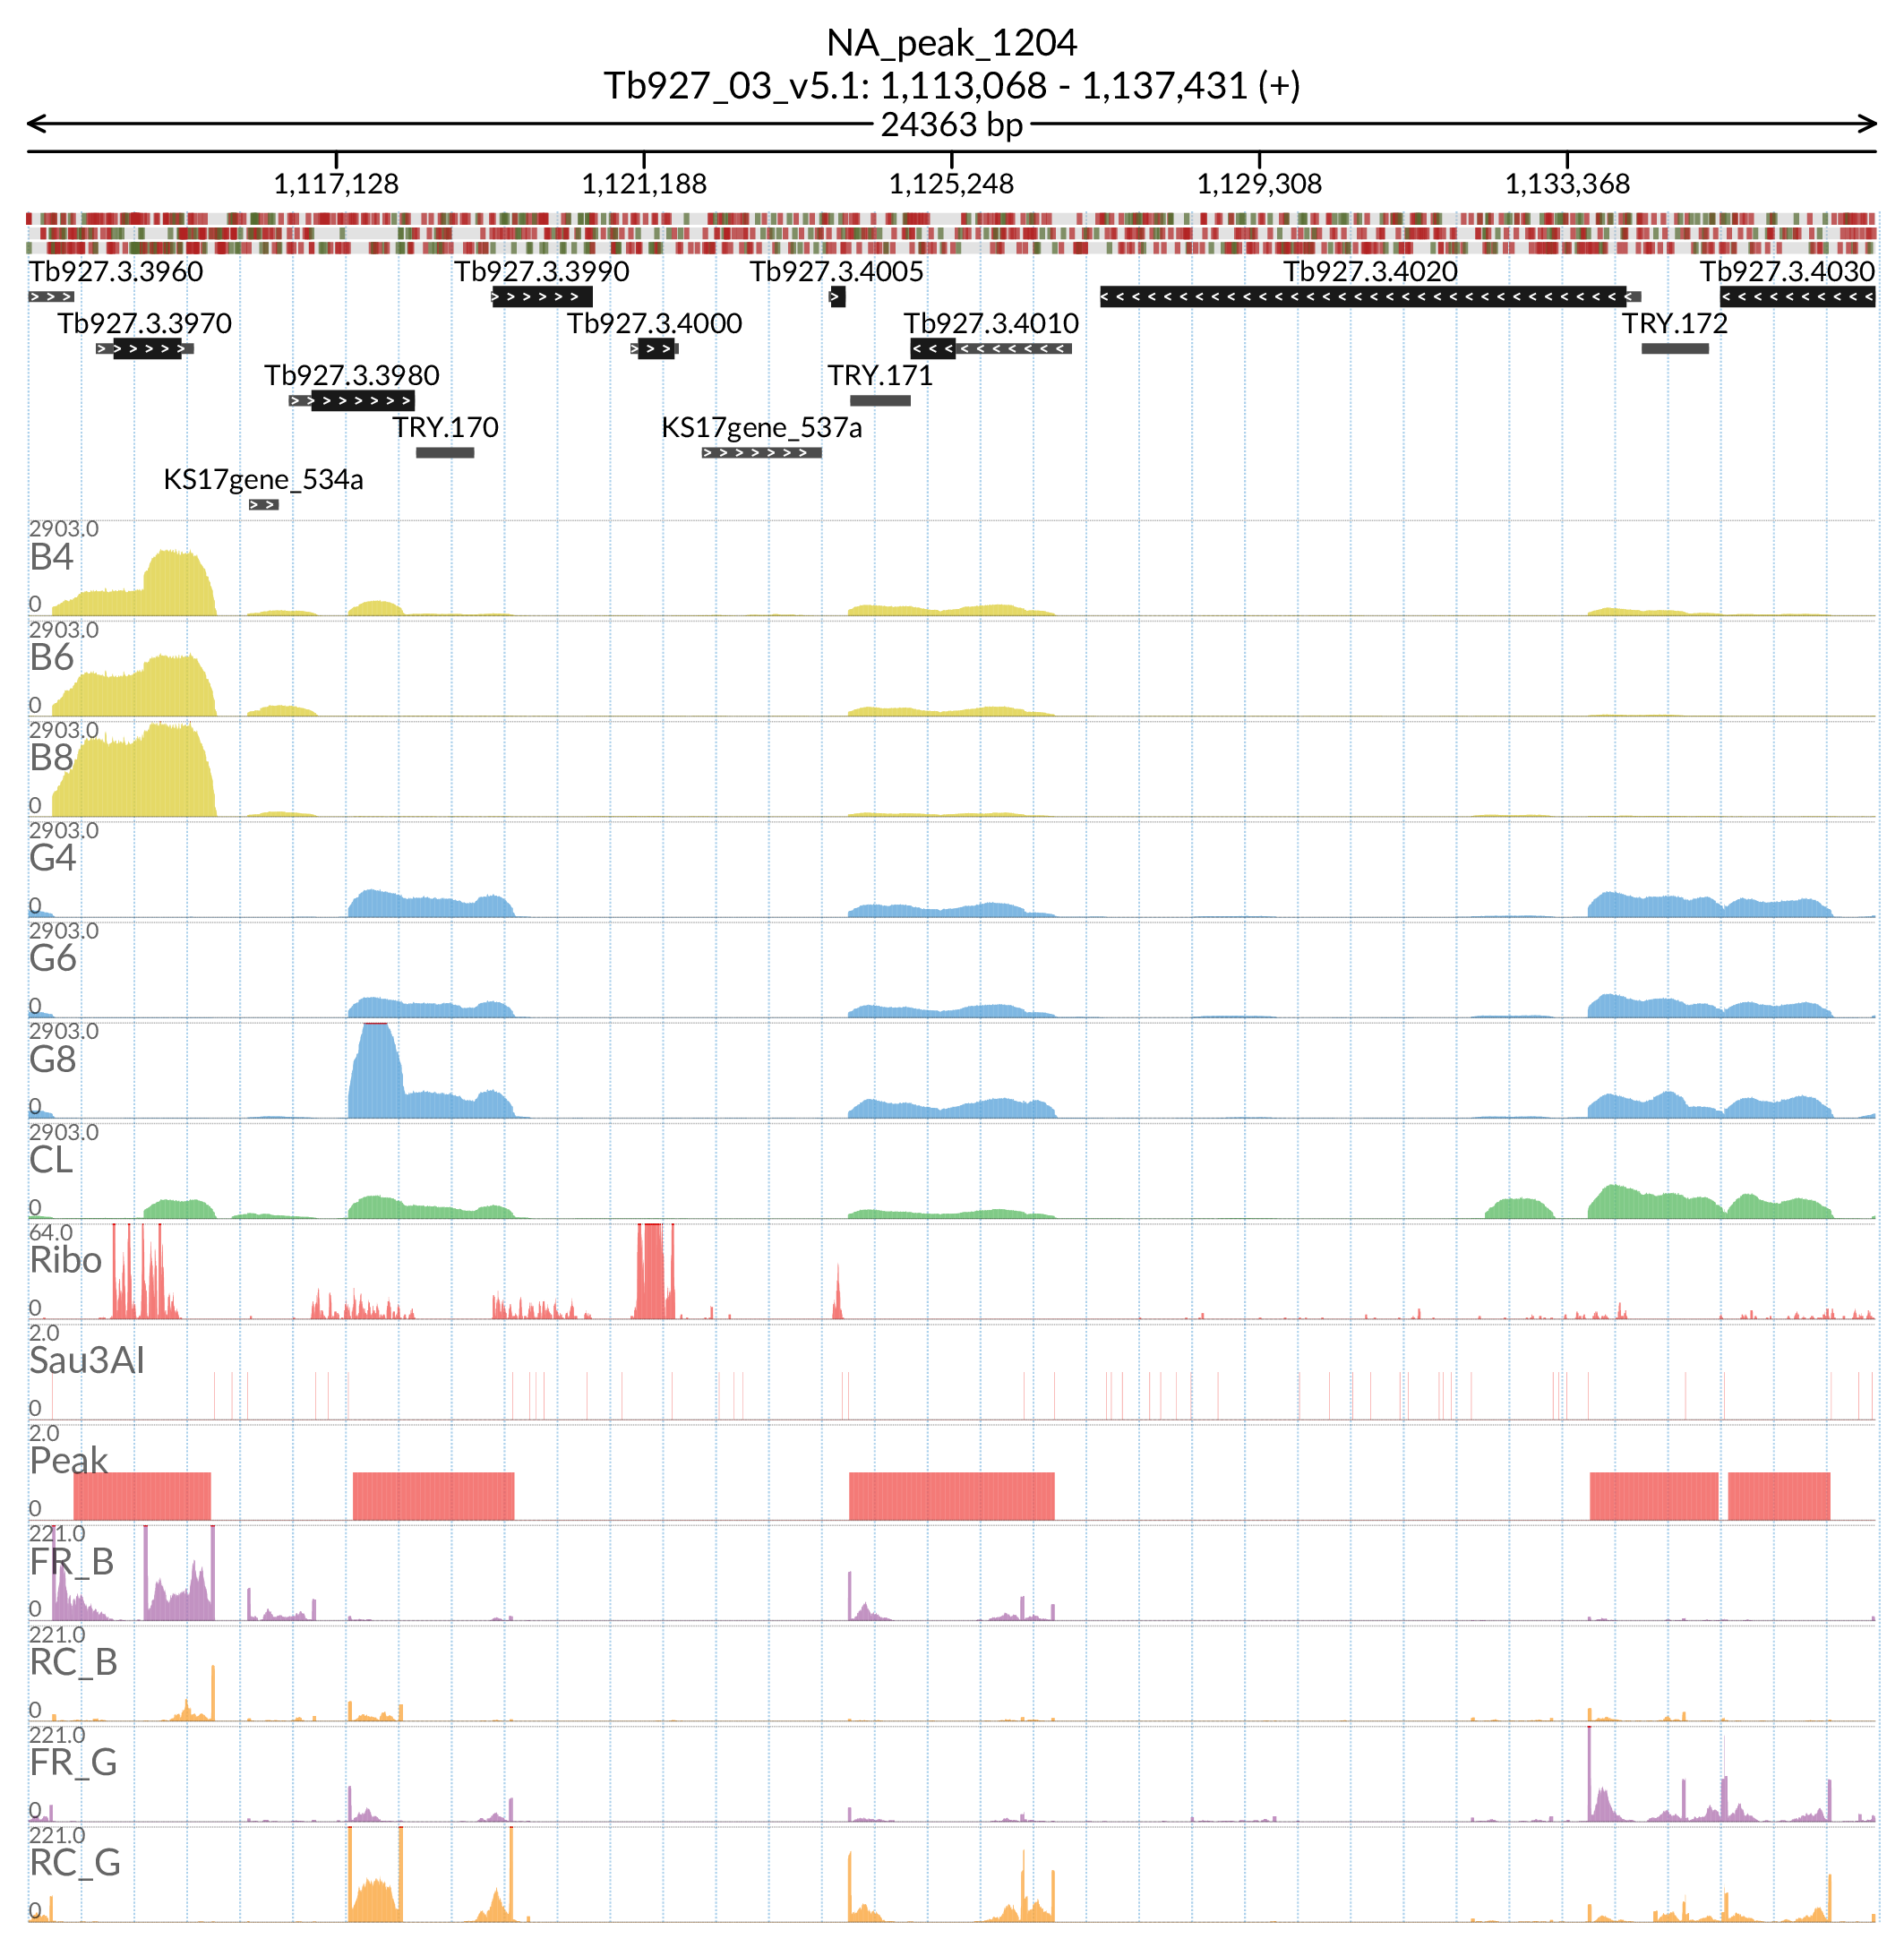 NA_peak_1204
Tb927_03_v5.1: 1,113,068 - 1,137,431 (+)
24363 bp
1,117,128 1,121,188 1,125,248 1,129,308 1,133,368
Tb927.3.3960 Tb927.3.3990 Tb927.3.4005 Tb927.3.4020 Tb927.3.4030
Tb927.3.3970 Tb927.3.4000 Tb927.3.4010 TRY.172
Tb927.3.3980 TRY.171
TRY.170 KS17gene_537a
KS17gene_534a
2903.0
B4
0
2903.0
B6
0
2903.0
B8
0
2903.0
G4
0
2903.0
G6
0
2903.0
G8
0
2903.0
CL
0
64.0
Ribo
0
2.0
Sau3AI
0
2.0
Peak
0
221.0
FR_B
0
221.0
RC_B
0
221.0
FR_G
0
221.0
RC_G
0